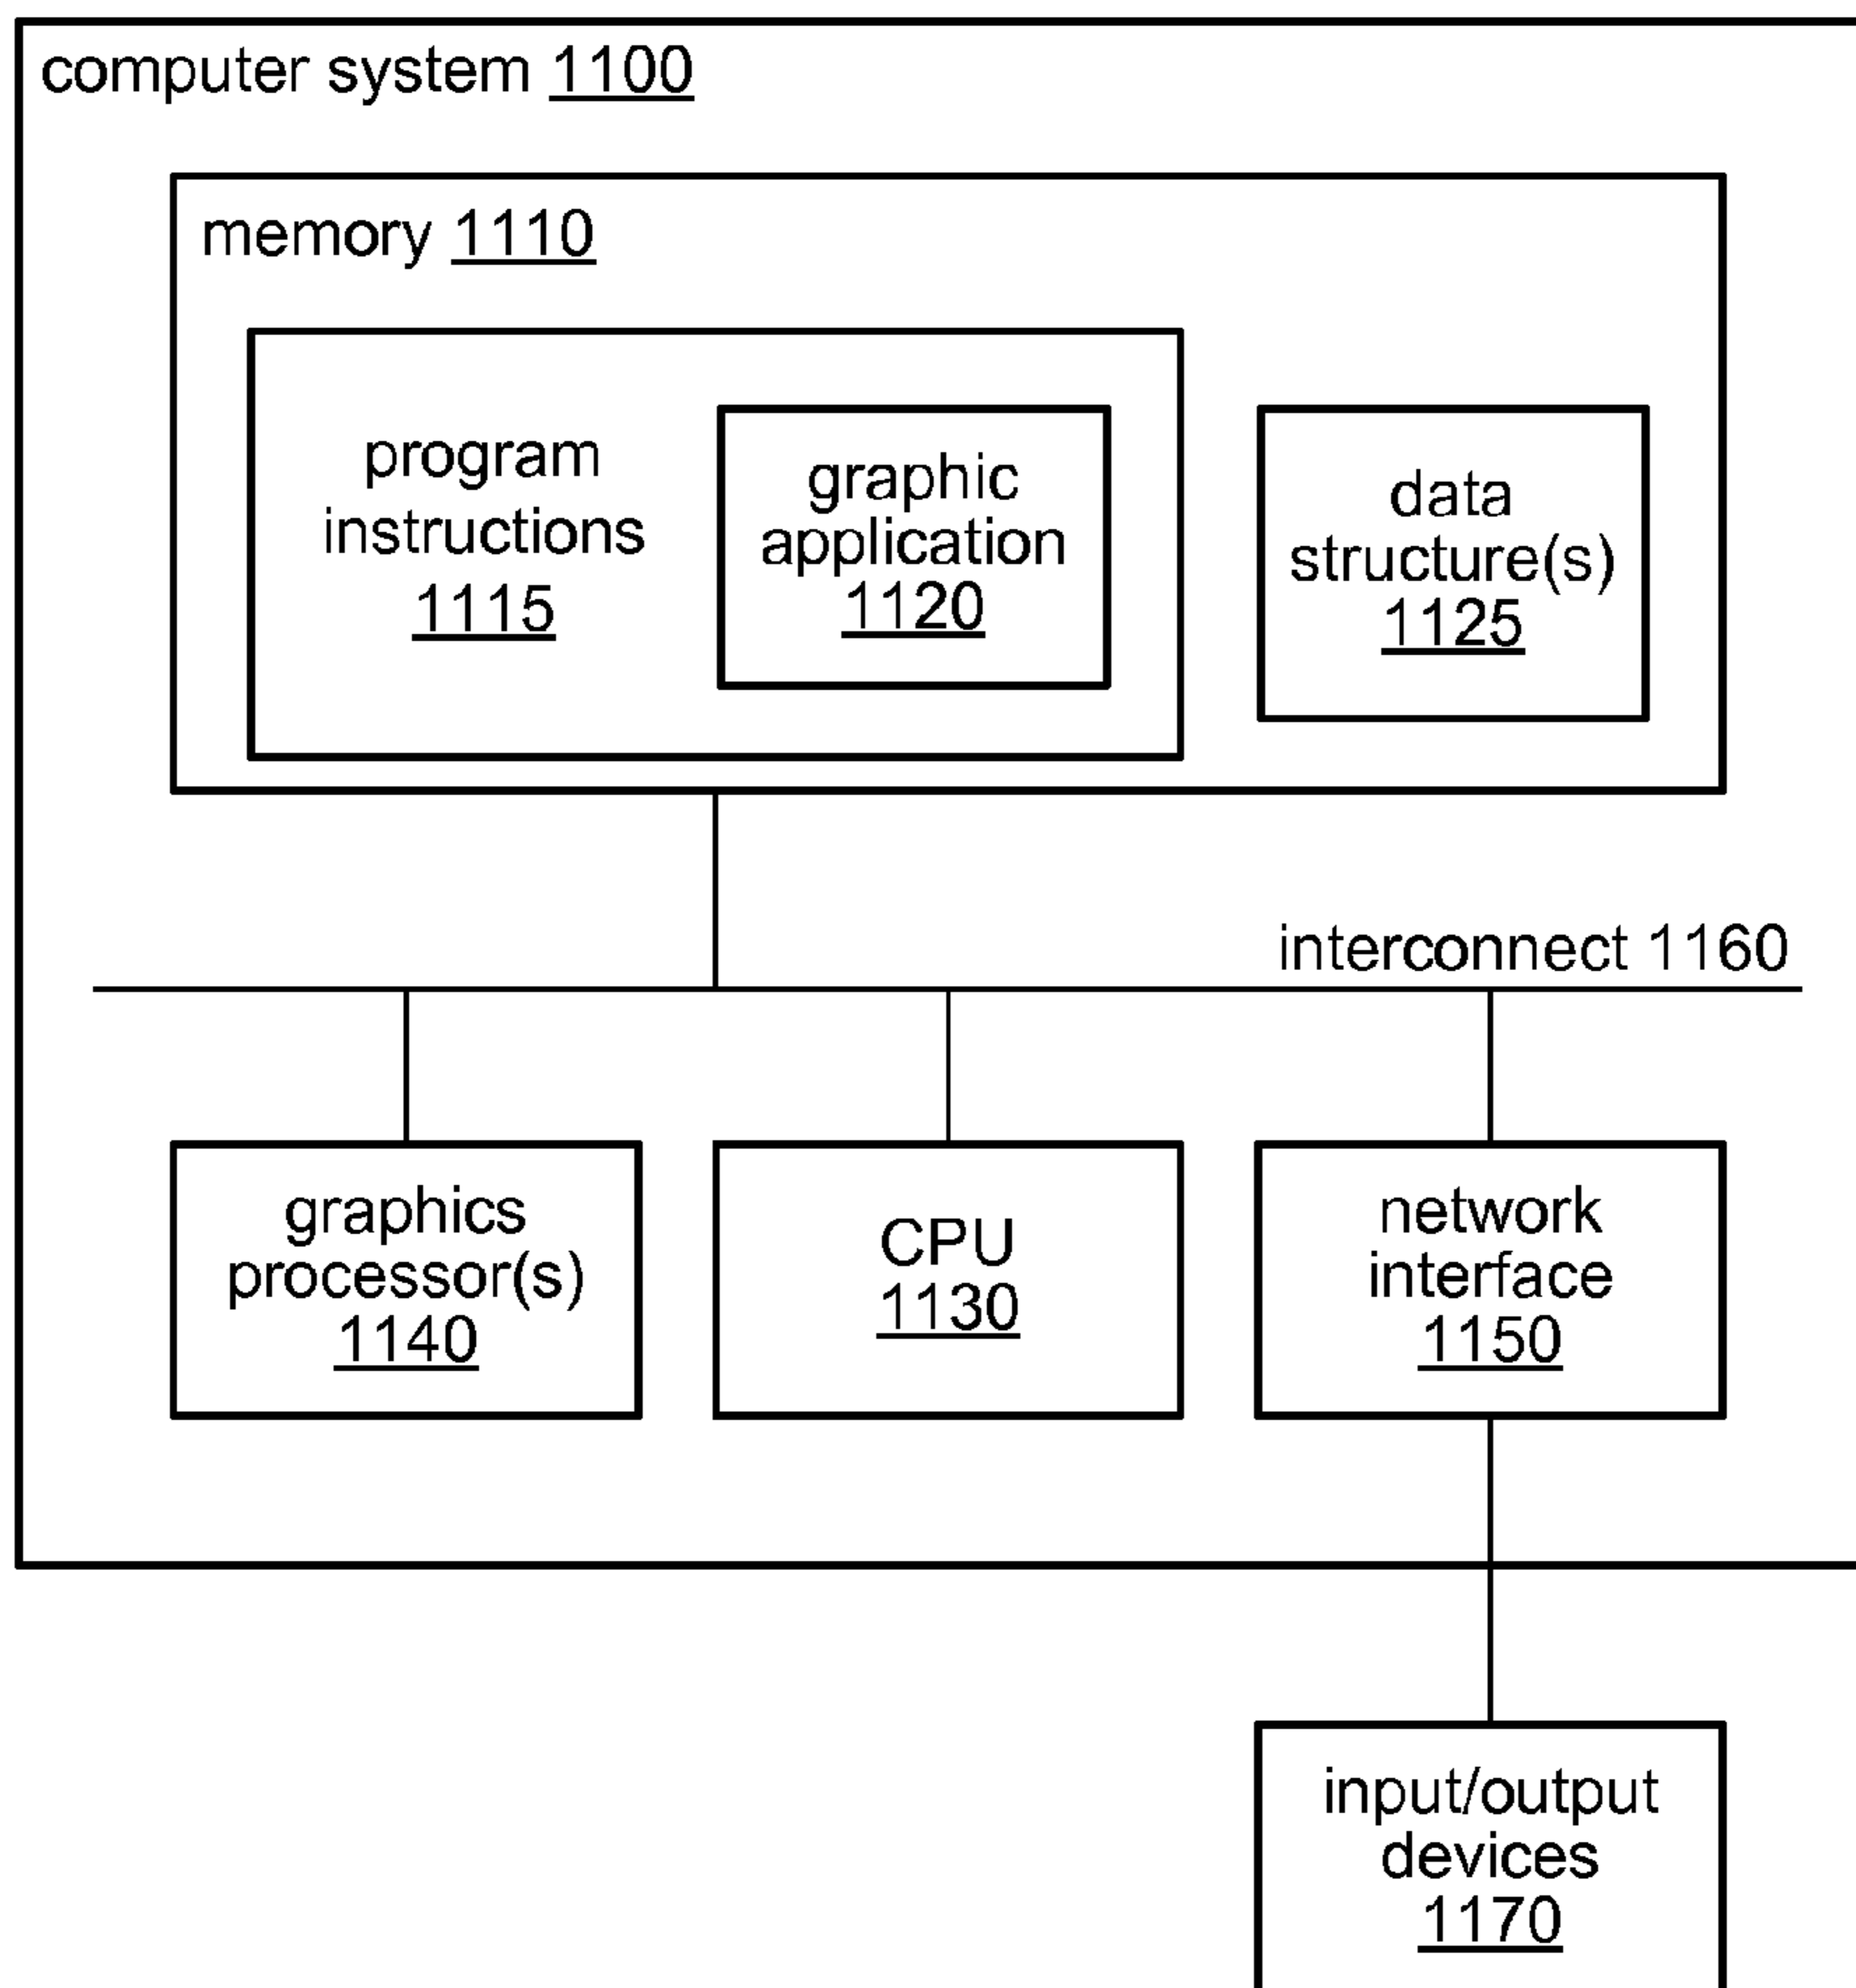 computer system 1100
memory 1110
program
instructions
1115
graphic
application
1120
data
structure(s)
1125
interconnect 1160
graphics
processor(s)
1140
CPU
1130
network
interface
1150
input/output
devices
1170